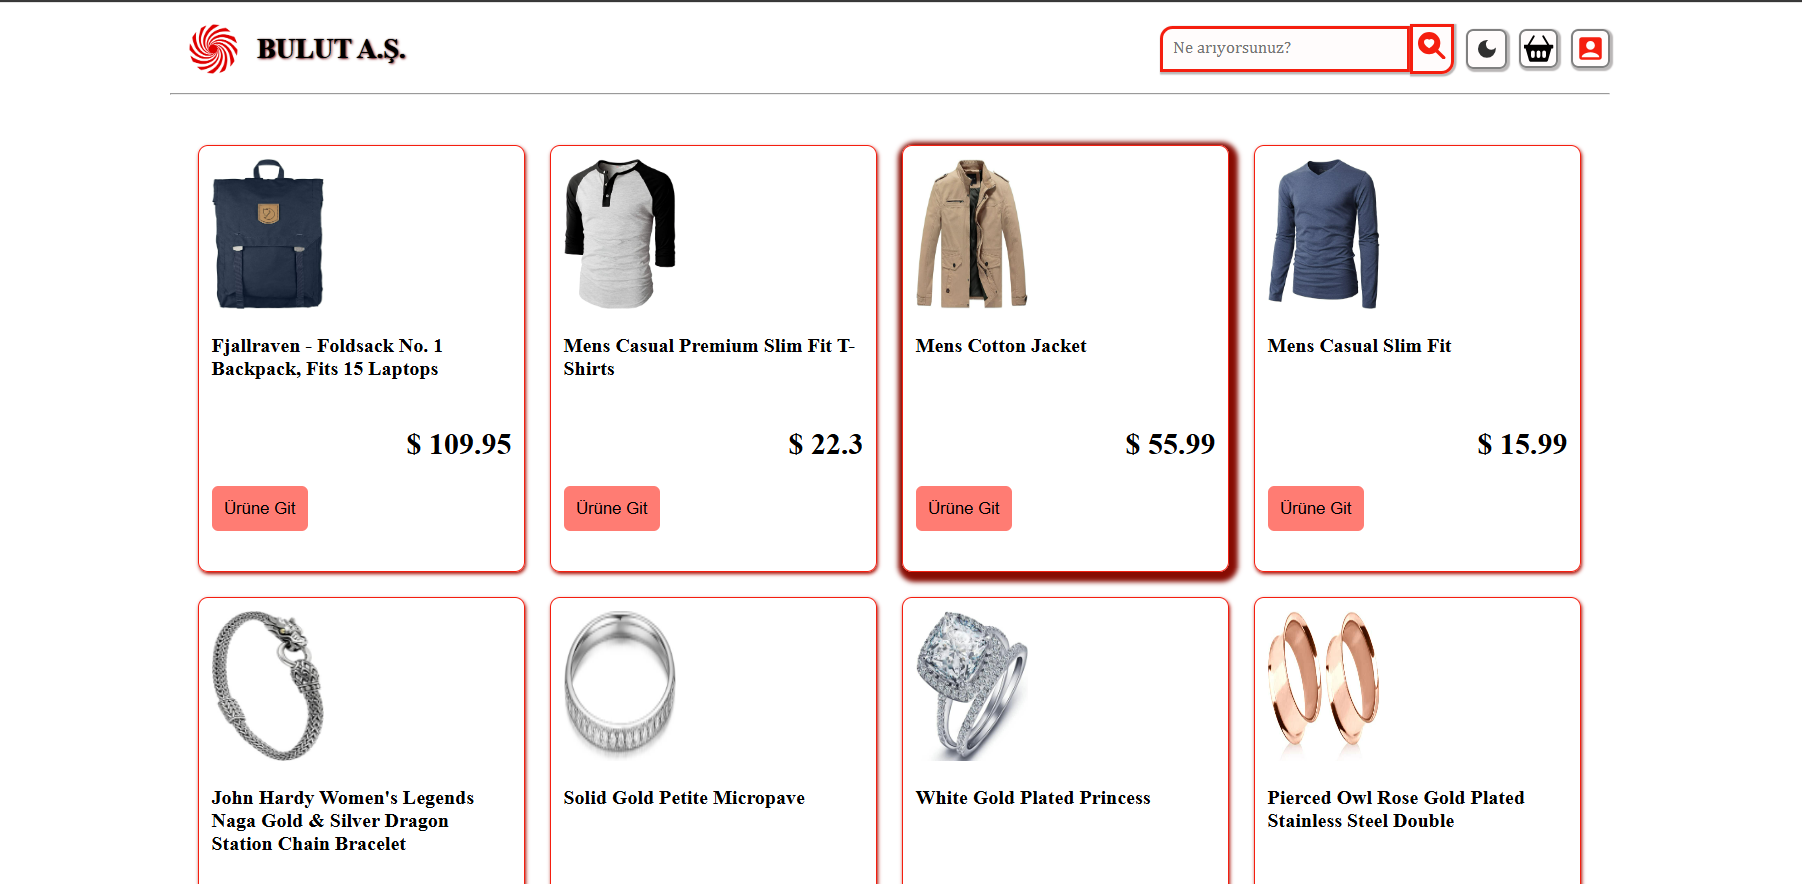 BULUT A.Ş.
Ne arıyorsunuz?
Fjallraven - Foldsack No. 1
Backpack, Fits 15 Laptops
$ 109.95
Ürüne Git
Mens Casual Premium Slim Fit T-
Shirts
$ 22.3
Ürüne Git
Mens Cotton Jacket
$ 55.99
Ürüne Git
Mens Casual Slim Fit
$ 15.99
Ürüne Git
John Hardy Women's Legends
Naga Gold & Silver Dragon
Station Chain Bracelet
Solid Gold Petite Micropave
White Gold Plated Princess
Pierced Owl Rose Gold Plated
Stainless Steel Double